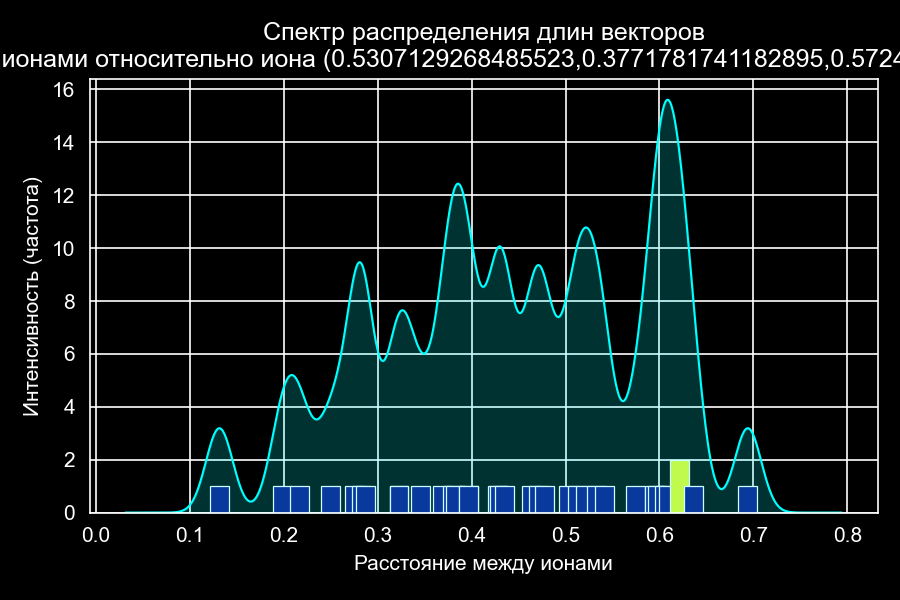 Спектр распределения длин векторов
ионами относительно иона (0.5307129268485523,0.3771781741182895,0.5724
Интенсивность (частота)
16
14
12
10
8
6
4
2
0
0.0 0.1 0.2 0.3 0.4 0.5 0.6 0.7 0.8
Расстояние между ионами